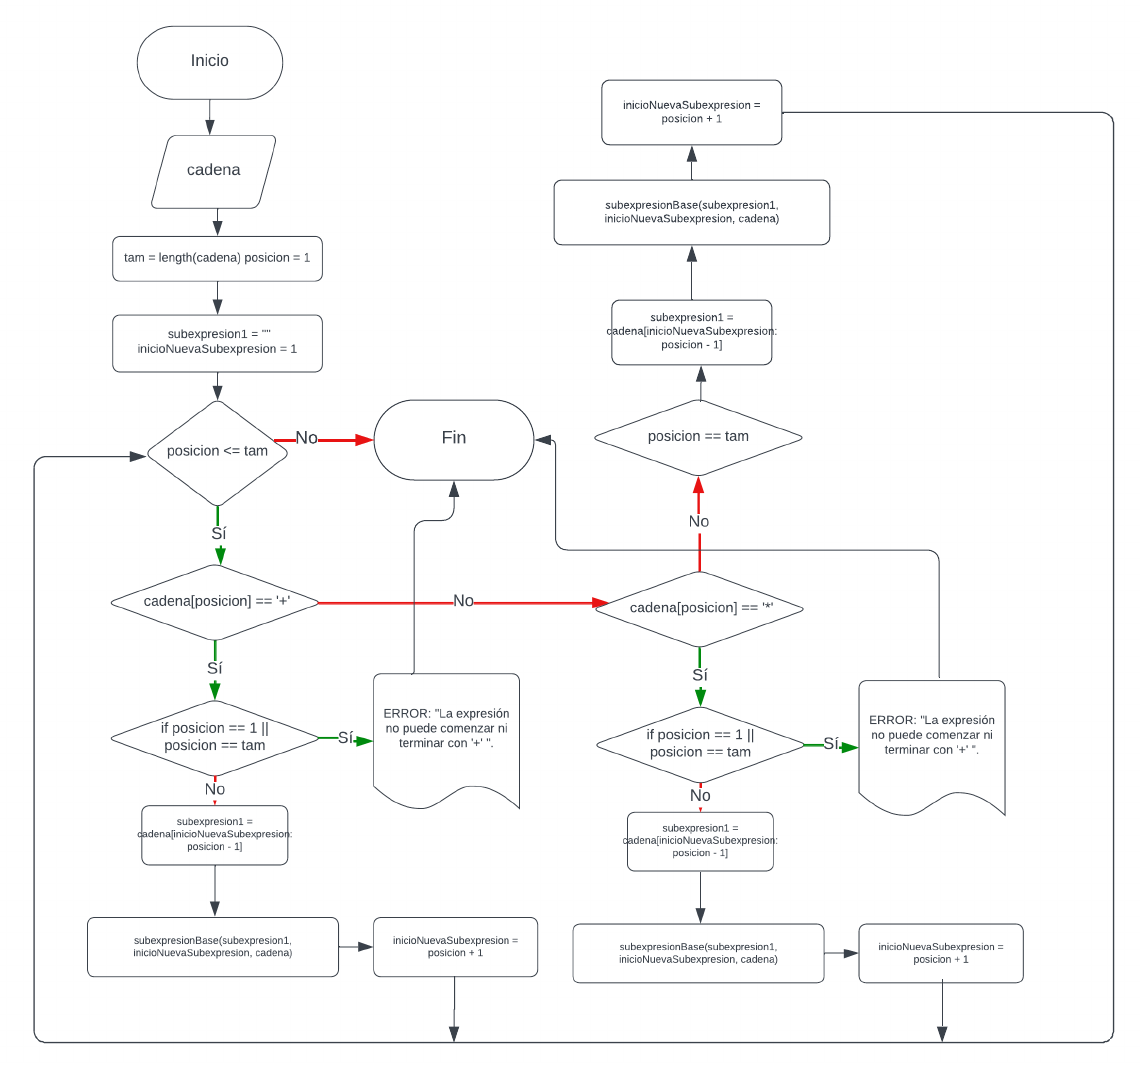 Inicio
cadena
tam = length(cadena) posicion = 1
subexpresion1 = ""
inicioNuevaSubexpresion = 1
posicion <= tam
No
Fin
Sí
cadena[posicion] == '+'
No
Sí
if posicion == 1 ||
posicion == tam
Sí
ERROR: "La expresión
no puede comenzar ni
terminar con '+' ".
No
subexpresion1 =
cadena[inicioNuevaSubexpresion:
posicion - 1]
subexpresionBase(subexpresion1,
inicioNuevaSubexpresion, cadena)
inicioNuevaSubexpresion =
posicion + 1
inicioNuevaSubexpresion =
posicion + 1
subexpresionBase(subexpresion1,
inicioNuevaSubexpresion, cadena)
subexpresion1 =
cadena[inicioNuevaSubexpresion:
posicion - 1]
posicion == tam
No
cadena[posicion] == '*'
Sí
if posicion == 1 ||
posicion == tam
Sí
ERROR: "La expresión
no puede comenzar ni
terminar con '+' ".
No
subexpresion1 =
cadena[inicioNuevaSubexpresion:
posicion - 1]
subexpresionBase(subexpresion1,
inicioNuevaSubexpresion, cadena)
inicioNuevaSubexpresion =
posicion + 1